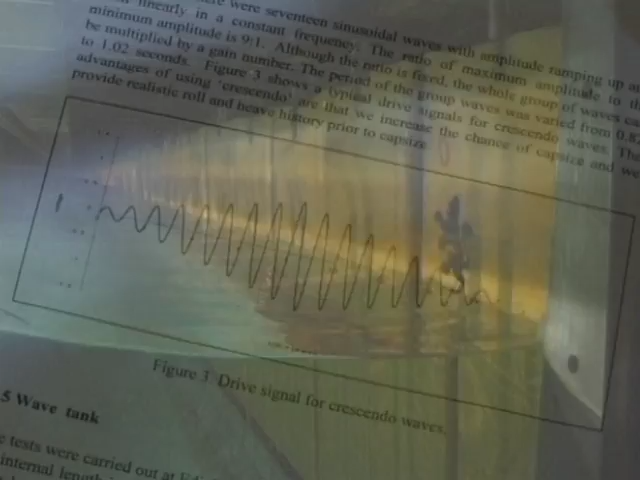 were seventeen sinusoidal waves with amplitude ramping up
linearly in a constant frequency. The ratio of maximum amplitude to
minimum amplitude is 9:1. Although the ratio is fixed, the whole group of waves
be multiplied by a gain number. The period of the group waves was varied from
to 1.02 seconds. Figure 3 shows a typical drive signals for crescendo waves.
advantages of using 'crescendo' are that we increase the chance of capsize and
provide realistic roll and heave history prior to capsize
Figure 3 Drive signal for crescendo waves.
5 Wave tank
tests were carried out at
internal